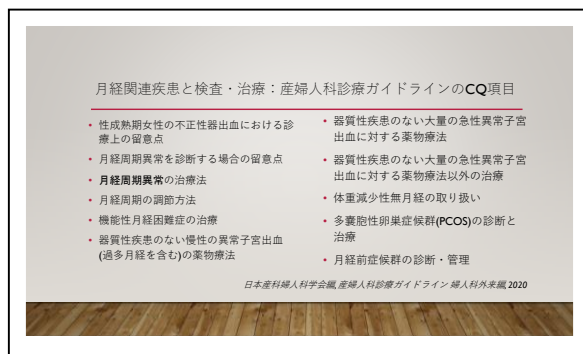 月経関連疾患と検査・治療：産婦人科診療ガイドラインのCQ項目
• 性成熟期女性の不正性器出血における診
療上の留意点
• 月経周期異常を診断する場合の留意点
• 月経周期異常の治療法
• 月経周期の調節方法
• 機能性月経困難症の治療
• 器質性疾患のない慢性の異常子宮出血
(過多月経を含む)の薬物療法
• 器質性疾患のない大量の急性異常子宮
出血に対する薬物療法
• 器質性疾患のない大量の急性異常子宮
出血に対する薬物療法以外の治療
• 体重減少性無月経の取り扱い
• 多嚢胞性卵巣症候群(PCOS)の診断と
治療
• 月経前症候群の診断・管理
日本産科婦人科学会編,産婦人科診療ガイドライン 婦人科外来編,2020